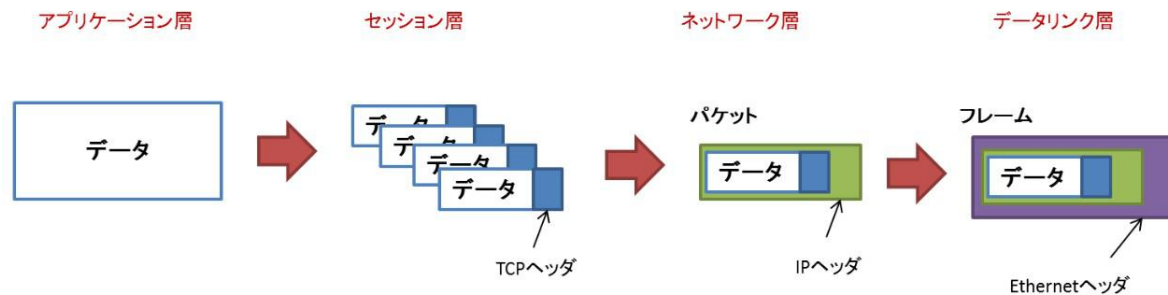 アプリケーション層
セッション層
ネットワーク層
データリンク層
データ
データ
データ
データ
データ
パケット
データ
フレーム
データ
TCPヘッダ
IPヘッダ
Ethernetヘッダ